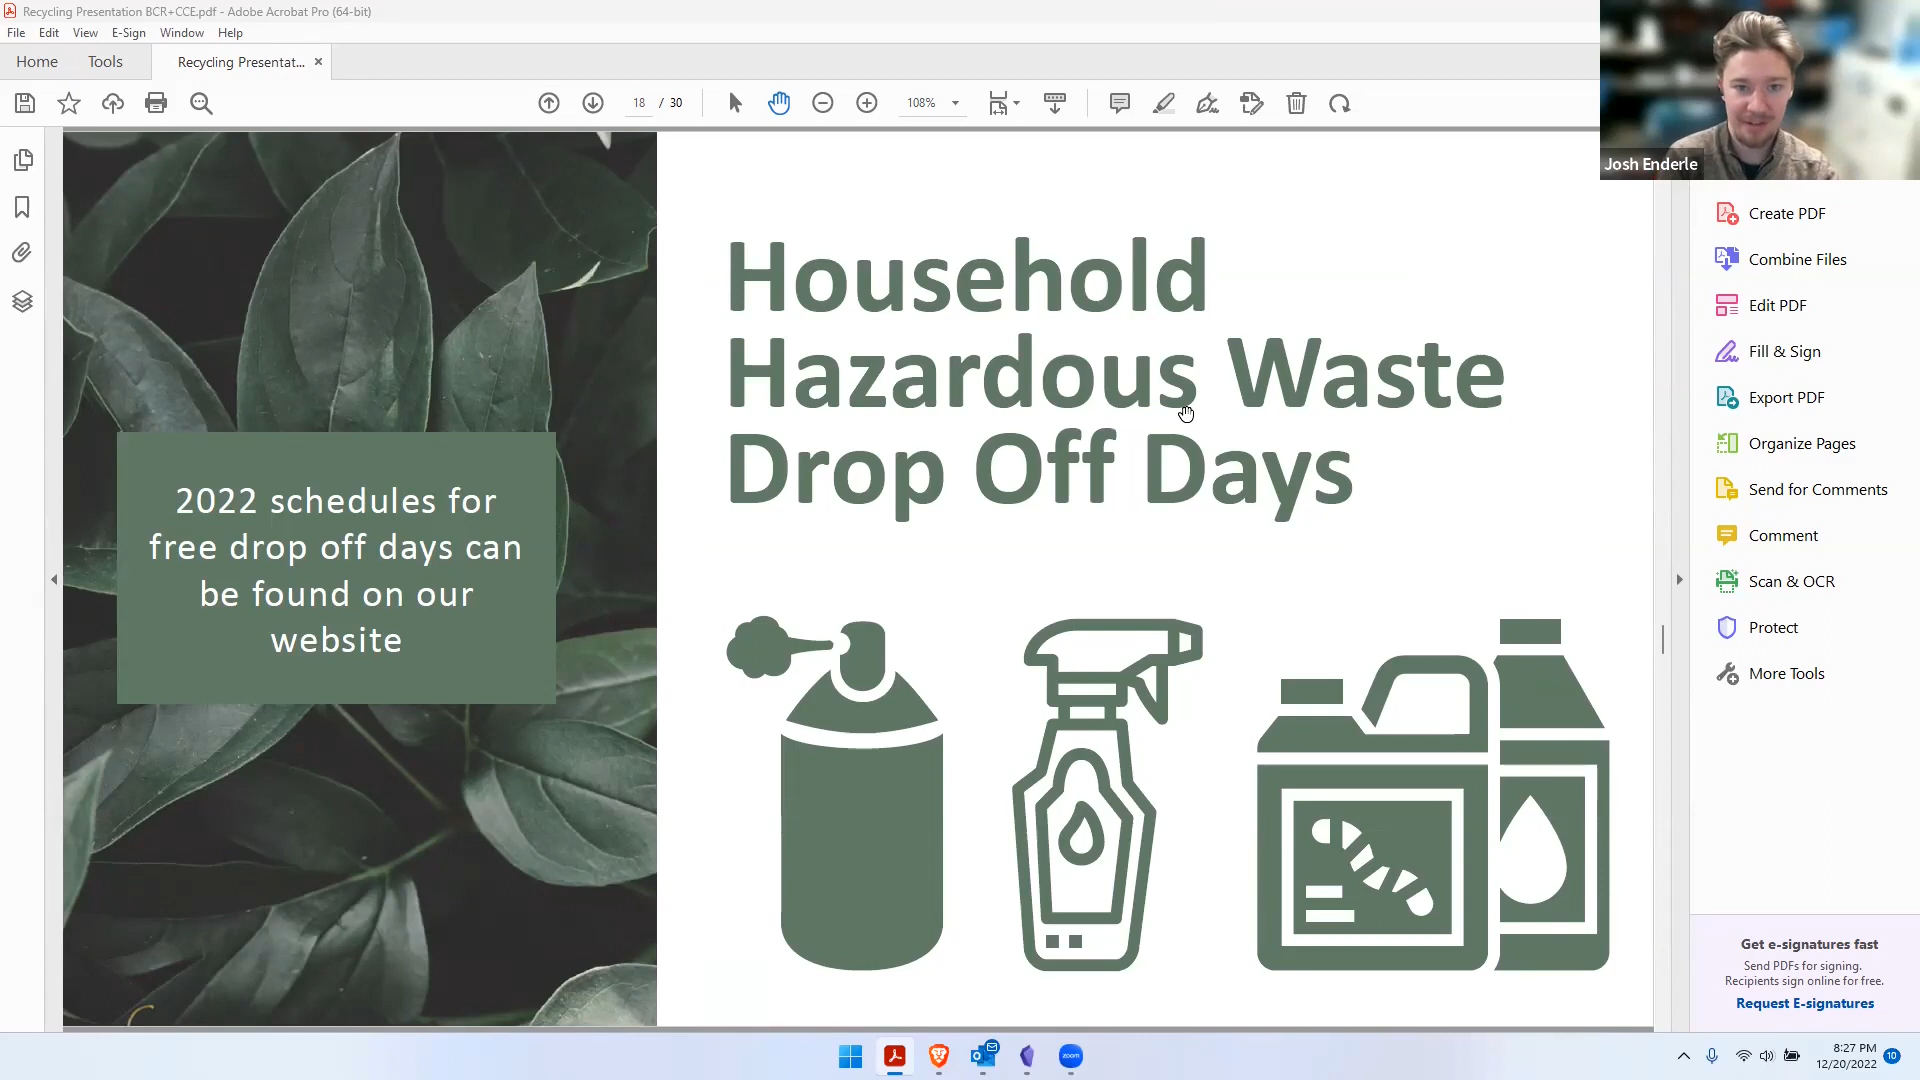 Recycling Presentation BCR+CCE.pdf - Adobe Acrobat Pro (64-bit)
File Edit View E-Sign Window Help
Home Tools Recycling Presentat... ×
18 / 30 108%
Josh Enderle
Household
Hazardous Waste
Drop Off Days
2022 schedules for
free drop off days can
be found on our
website
Create PDF
Combine Files
Edit PDF
Fill & Sign
Export PDF
Organize Pages
Send for Comments
Comment
Scan & OCR
Protect
More Tools
Get e-signatures fast
Send PDFs for signing.
Recipients sign online for free.
Request E-signatures
zoom
8:27 PM
12/20/2022
10